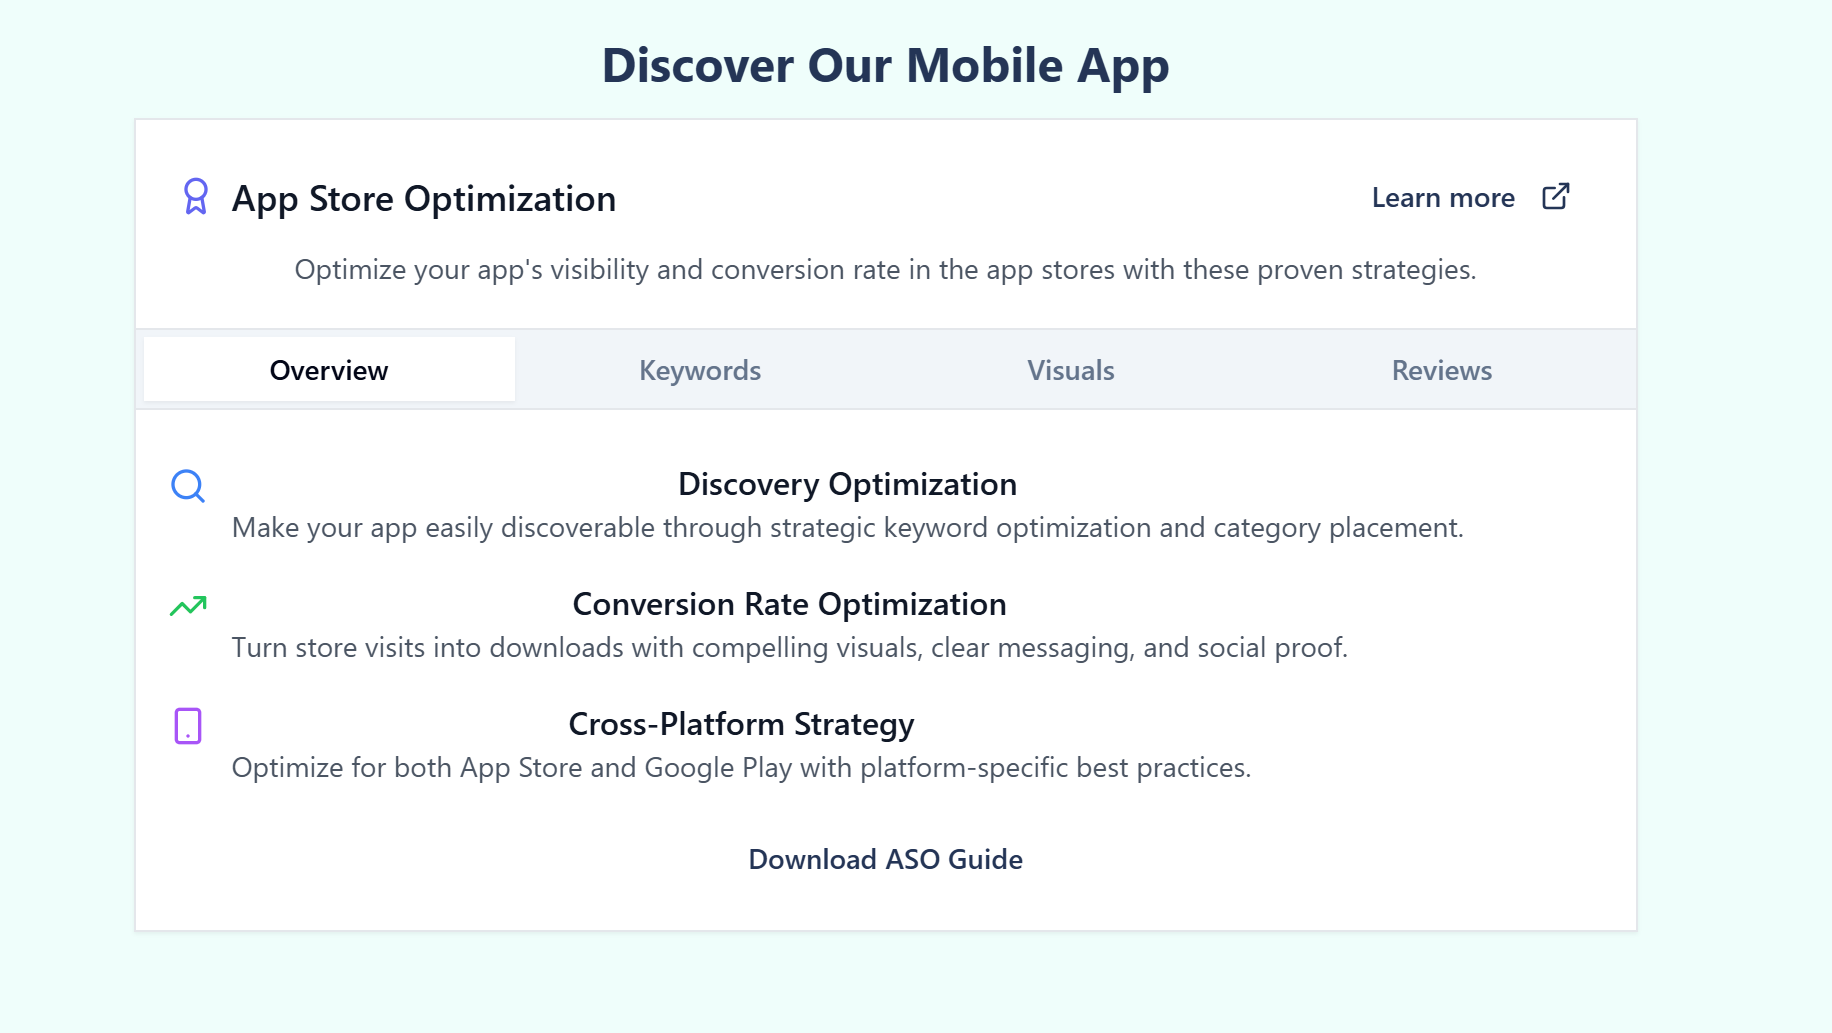 Discover Our Mobile App
App Store Optimization
Learn more
Optimize your app's visibility and conversion rate in the app stores with these proven strategies.
Overview
Keywords
Visuals
Reviews
Discovery Optimization
Make your app easily discoverable through strategic keyword optimization and category placement.
Conversion Rate Optimization
Turn store visits into downloads with compelling visuals, clear messaging, and social proof.
Cross-Platform Strategy
Optimize for both App Store and Google Play with platform-specific best practices.
Download ASO Guide